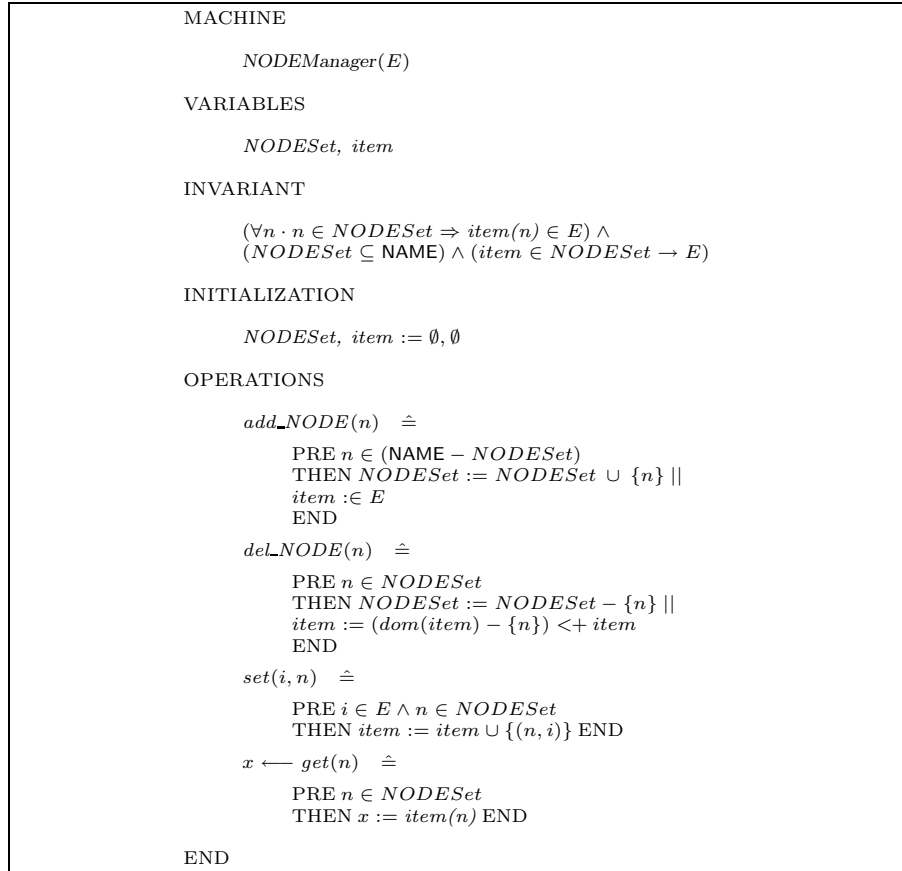 MACHINE
NODEManager(E)
VARIABLES
NODESet, item
INVARIANT
(∀n · n ∈ NODESet ⇒ item(n) ∈ E) ∧
(NODESet ⊆ NAME) ∧ (item ∈ NODESet → E)
INITIALIZATION
NODESet, item := ∅, ∅
OPERATIONS
add_NODE(n) ≙
PRE n ∈ (NAME − NODESet)
THEN NODESet := NODESet ∪ {n} ||
item :∈ E
END
del_NODE(n) ≙
PRE n ∈ NODESet
THEN NODESet := NODESet − {n} ||
item := (dom(item) − {n}) <+ item
END
set(i, n) ≙
PRE i ∈ E ∧ n ∈ NODESet
THEN item := item ∪ {(n, i)} END
x ⟵ get(n) ≙
PRE n ∈ NODESet
THEN x := item(n) END
END